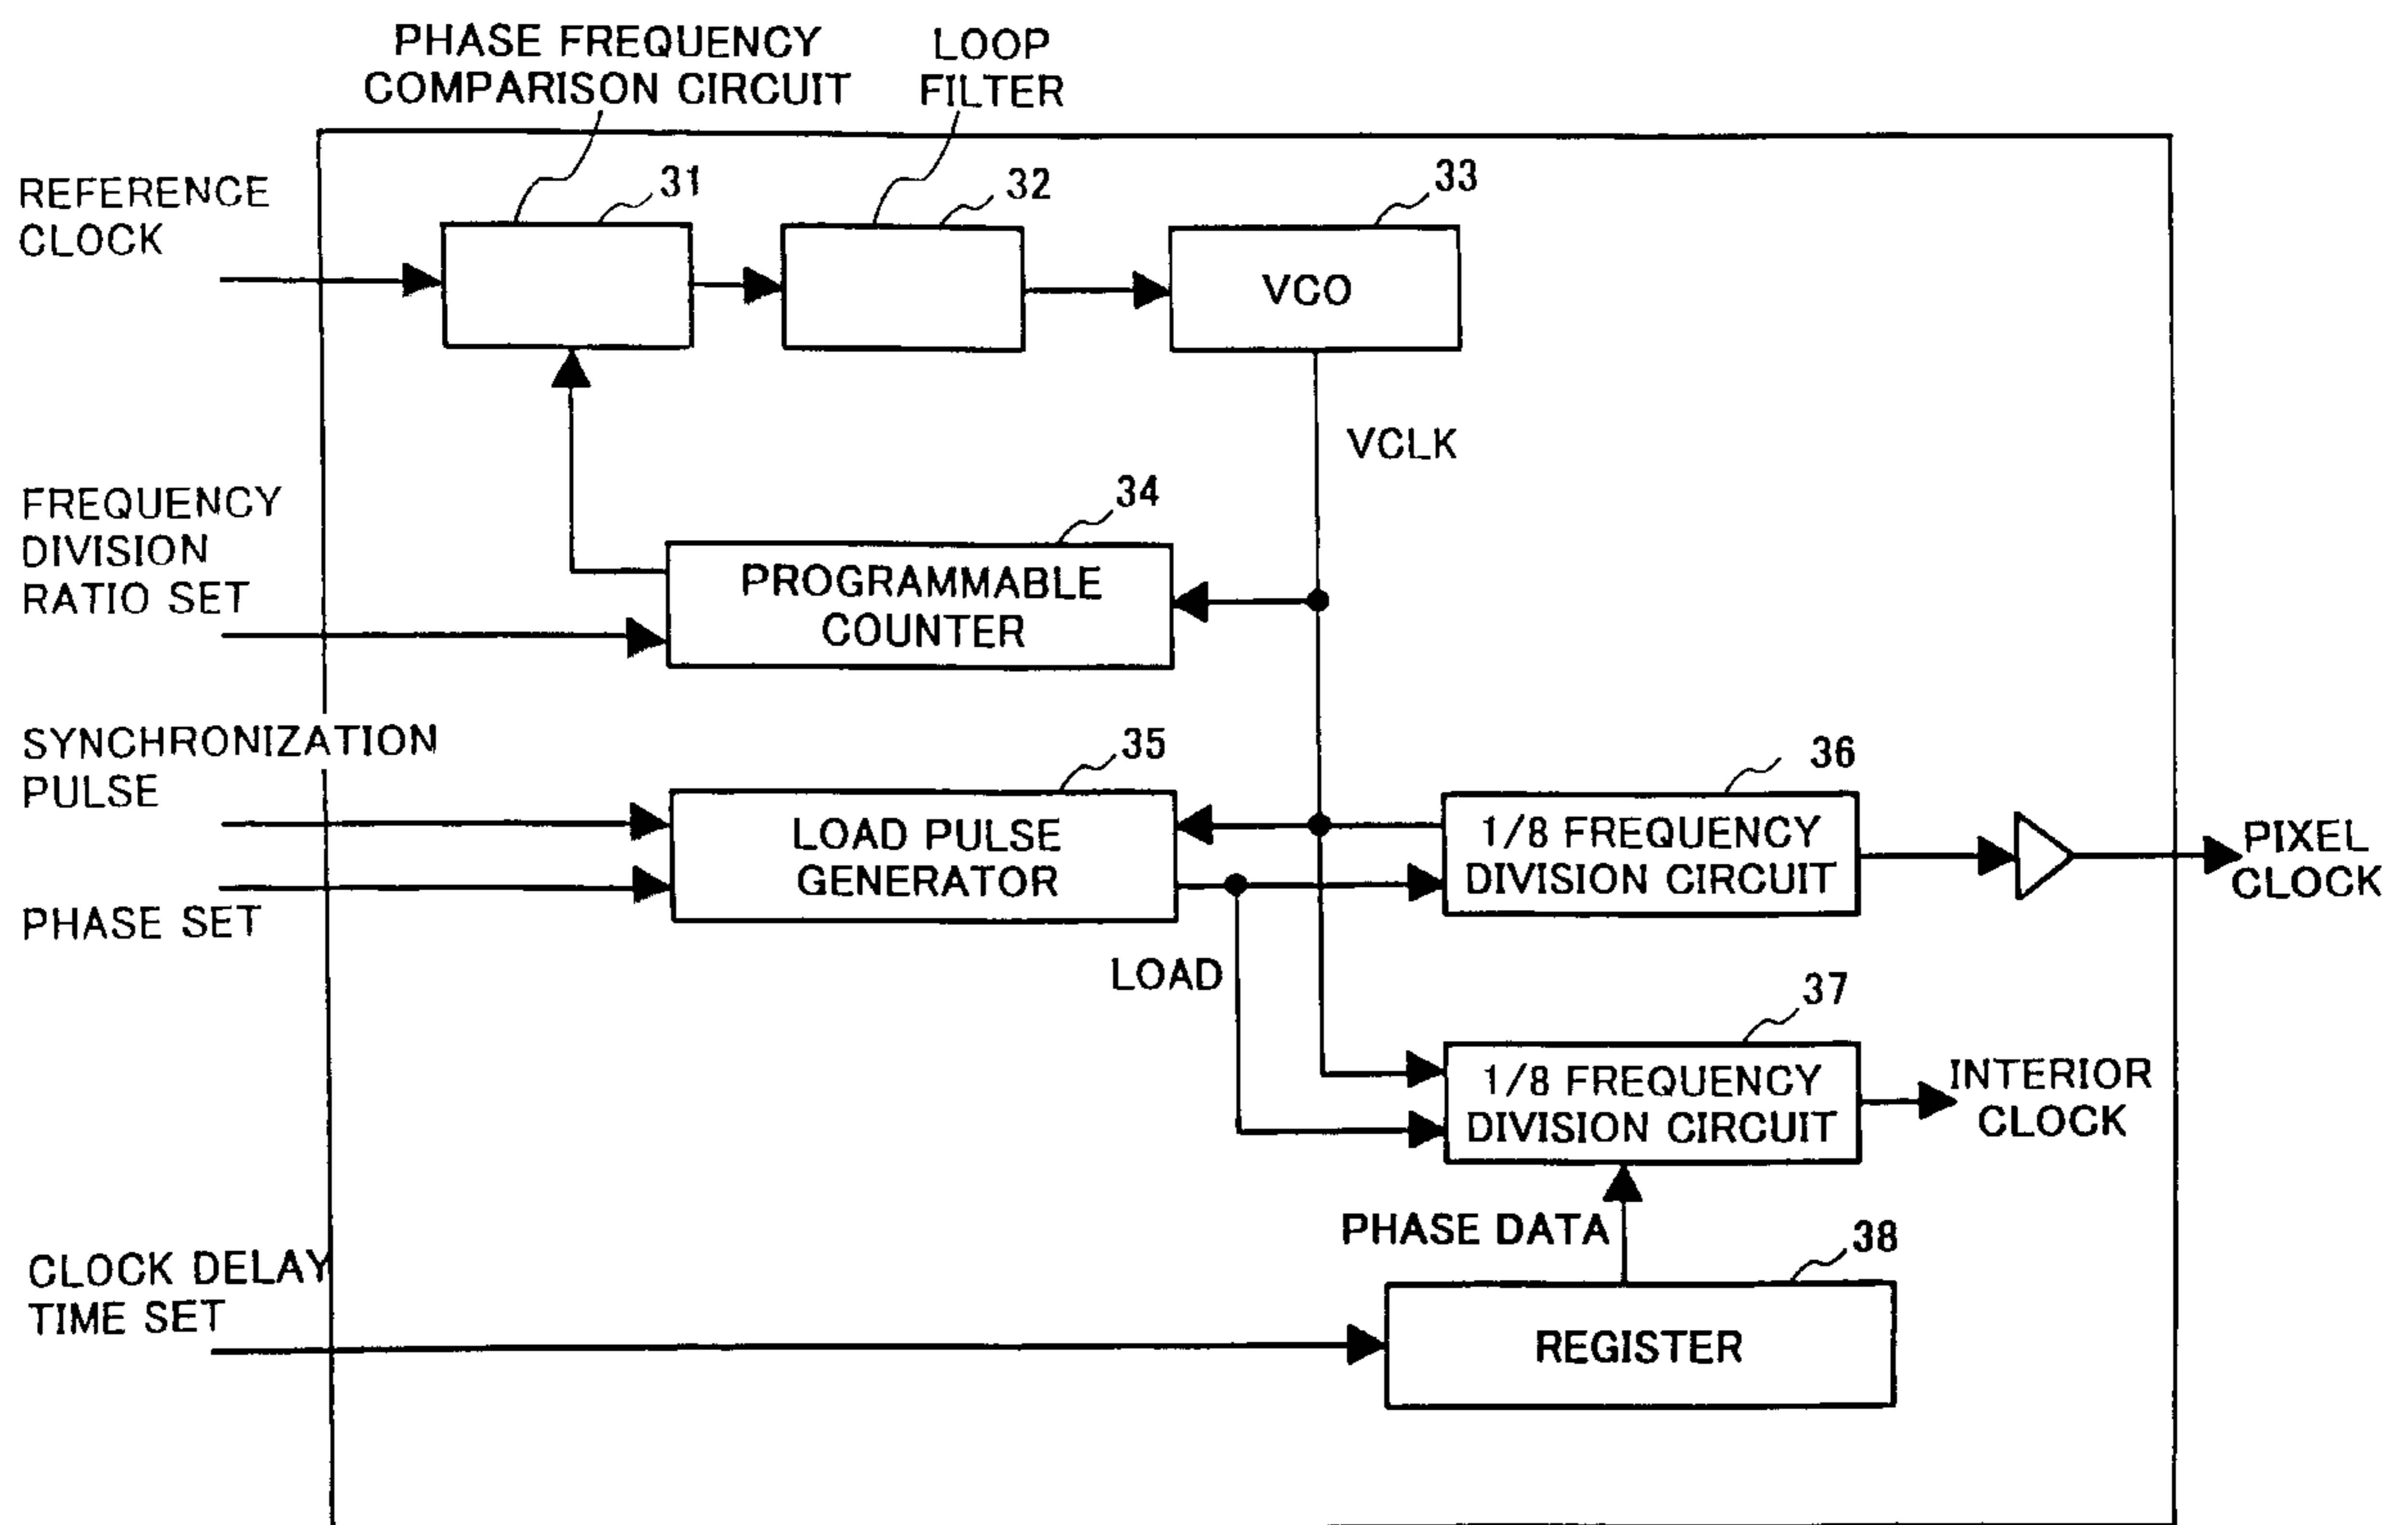 PHASE FREQUENCY
COMPARISON CIRCUIT
LOOP
FILTER
REFERENCE
CLOCK
31
32
33
VCO
VCLK
FREQUENCY
DIVISION
RATIO SET
34
PROGRAMMABLE
COUNTER
SYNCHRONIZATION
PULSE
35
LOAD PULSE
GENERATOR
36
1/8 FREQUENCY
DIVISION CIRCUIT
PIXEL
CLOCK
PHASE SET
LOAD
37
1/8 FREQUENCY
DIVISION CIRCUIT
INTERIOR
CLOCK
PHASE DATA
38
CLOCK DELAY
TIME SET
REGISTER